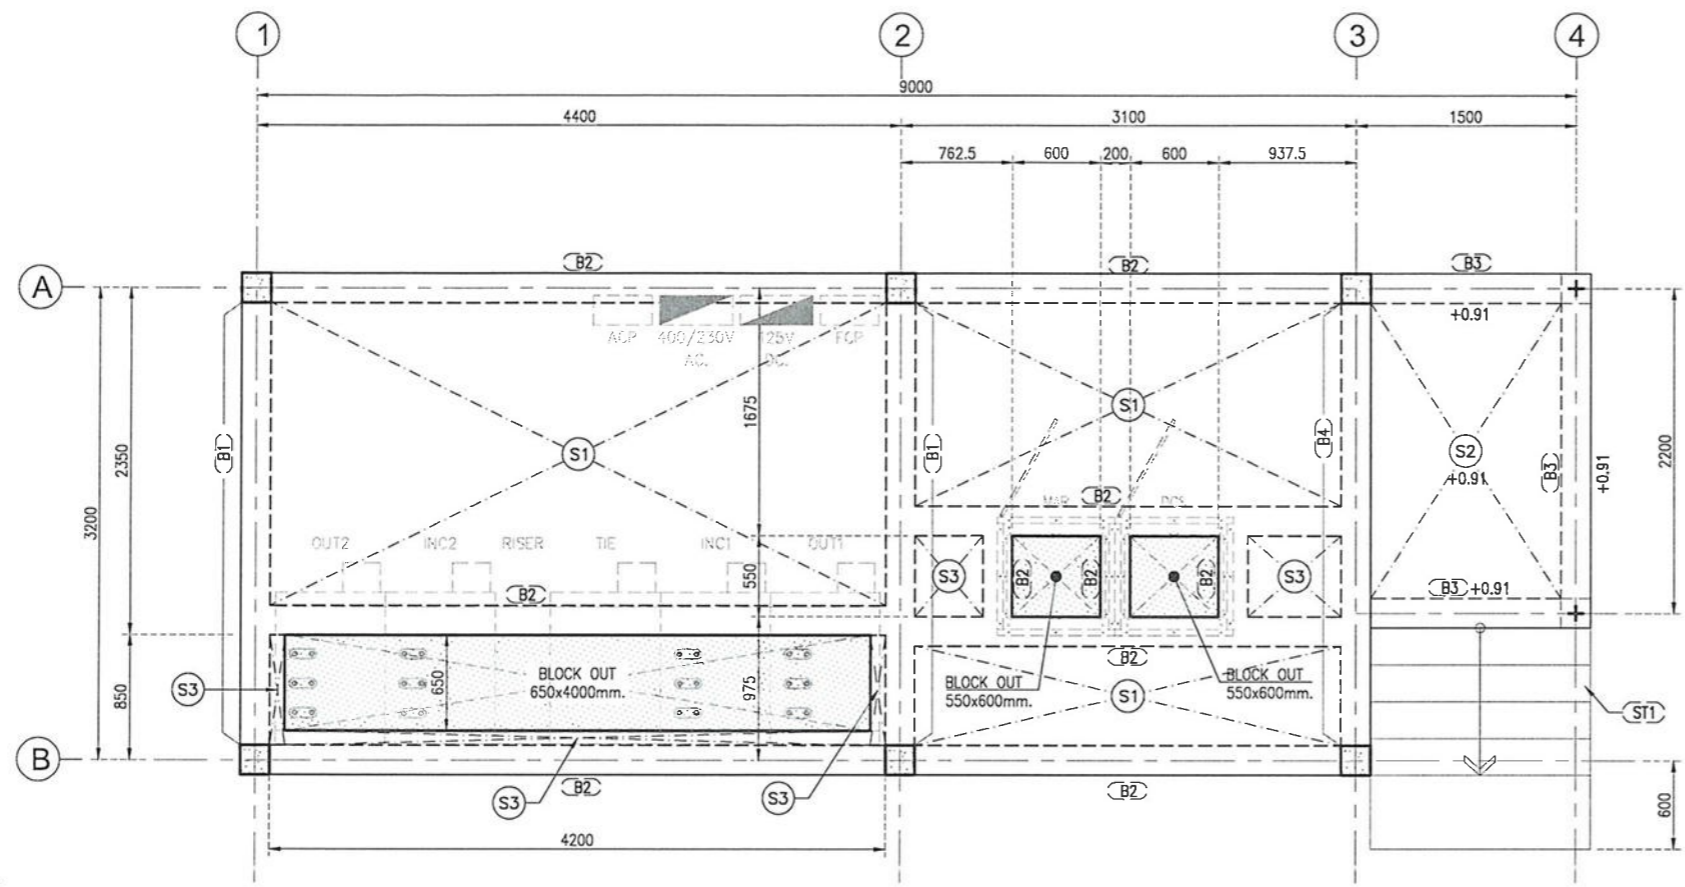 1
2
3
4
9000
4400
3100
1500
762.5
600
200
600
937.5
B2
B2
B3
A
+0.91
ACP
400/230V
AC.
125V
DC.
FCP
1675
S1
B1
2350
3200
S1
B1
B4
S2
+0.91
B3
+0.91
2200
MAR
B2
DCS
OUT2
INC2
RISER
TIE
INC1
OUT1
550
S3
B2
B2
B2
S3
B2
B3
+0.91
850
S3
650
BLOCK OUT
650x4000mm.
975
B2
BLOCK OUT
550x600mm.
S1
BLOCK OUT
550x600mm.
ST1
B
S3
B2
S3
B2
600
4200